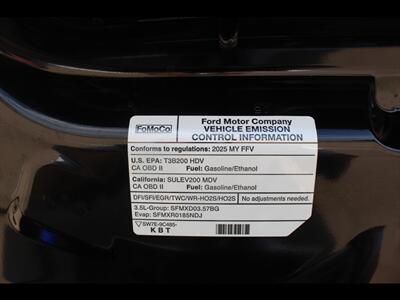 FoMoCo
Ford Motor Company
VEHICLE EMISSION
CONTROL INFORMATION
Conforms to regulations: 2025 MY FFV
U.S. EPA: T3B200 HDV
CA OBD II Fuel: Gasoline/Ethanol
California: SULEV200 MDV
CA OBD II Fuel: Gasoline/Ethanol
DFI/SFI/EGR/TWC/WR-HO2S/HO2S No adjustments needed.
3.5L-Group: SFMXD03.57BG
Evap: SFMXR0185NDJ
SW7E-9C485-
KBT